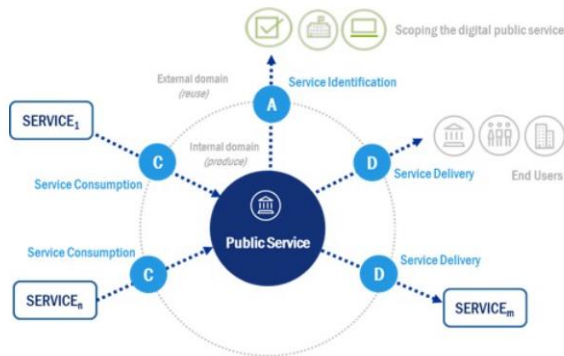 Scoping the digital public service
External domain
(reuse)
Service Identification
A
SERVICE1
Internal domain
(produce)
C
D
Service Consumption
Service Delivery
End Users
Public Service
Service Consumption
Service Delivery
C
D
SERVICEn
SERVICEm